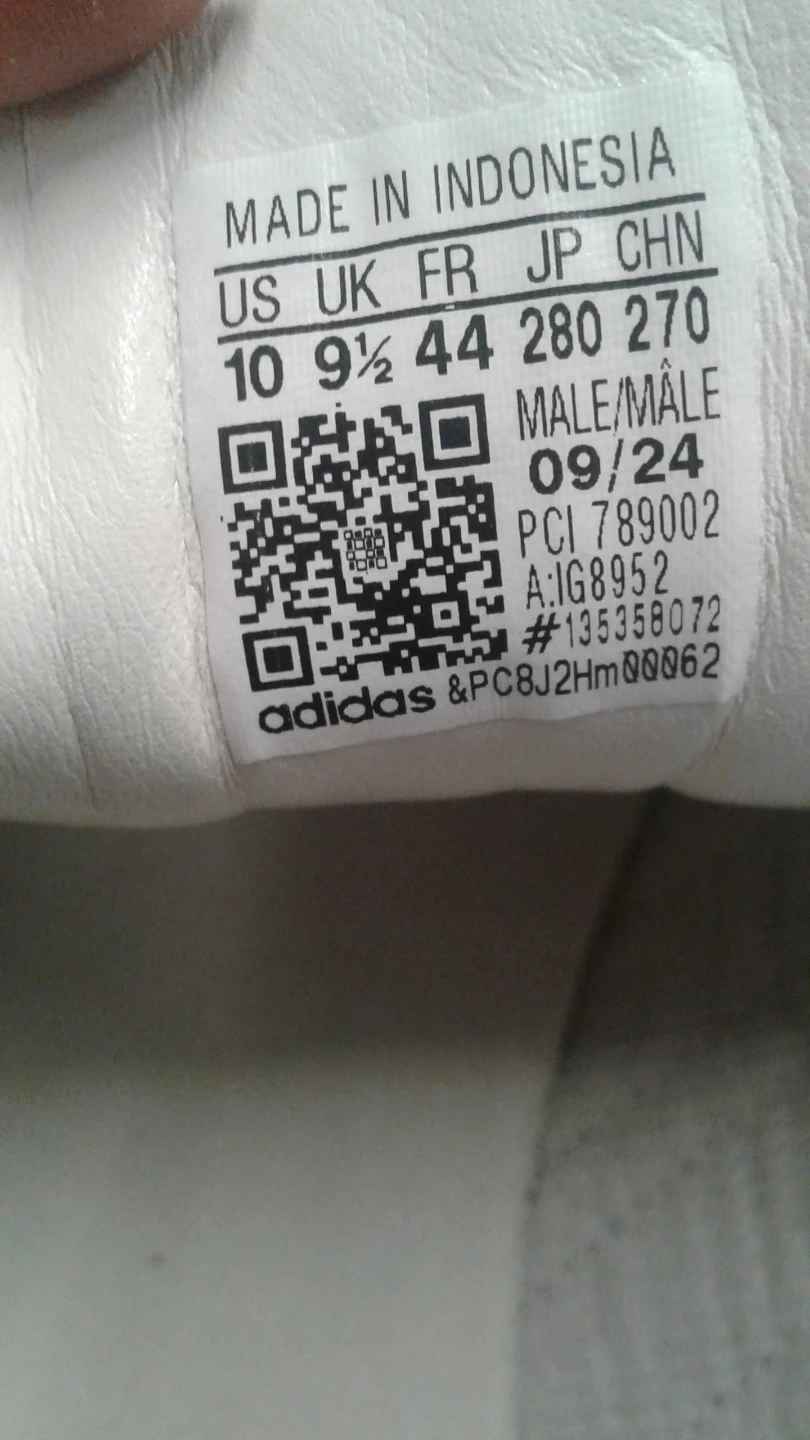 MADE IN INDONESIA
US UK FR JP CHN
10 9½ 44 280 270
MALE/MÂLE
09/24
PCI 789002
A:IG8952
#135358072
adidas &PC8J2Hm00062